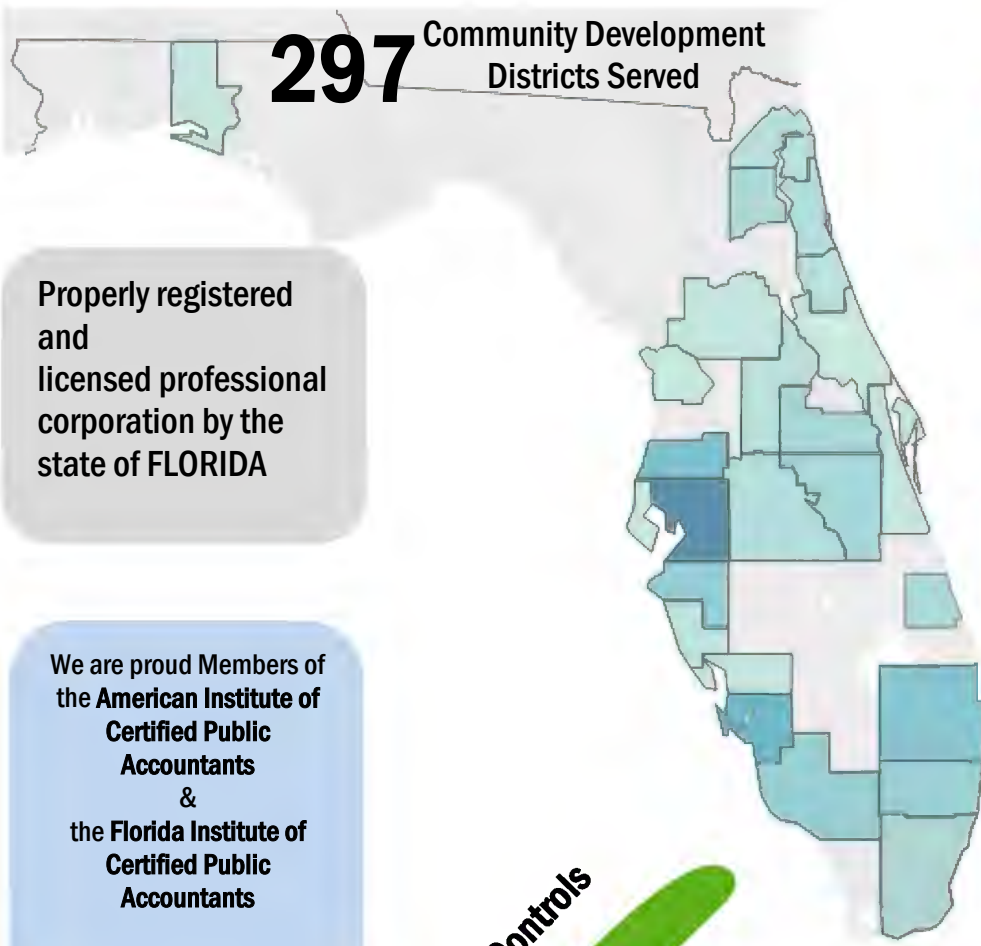 297
Community Development
Districts Served
Properly registered
and
licensed professional
corporation by the
state of FLORIDA
We are proud Members of
the American Institute of
Certified Public
Accountants
&
the Florida Institute of
Certified Public
Accountants
Controls